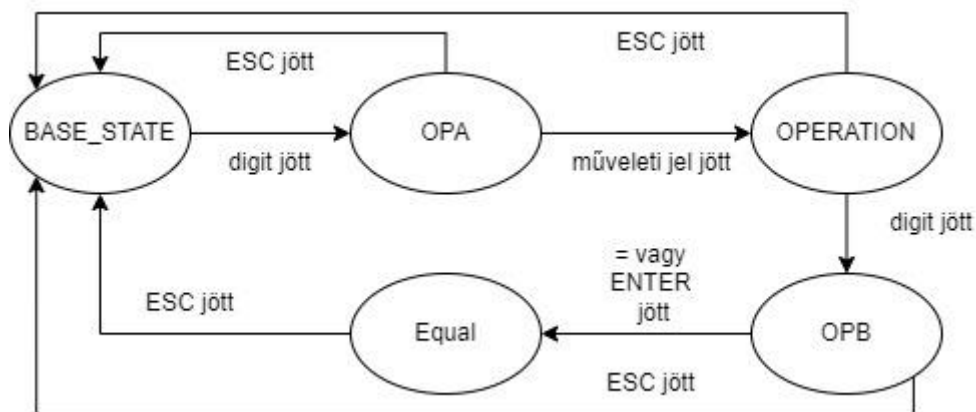 ESC jött
ESC jött
BASE_STATE
OPA
OPERATION
digit jött
műveleti jel jött
digit jött
= vagy
ENTER
jött
ESC jött
Equal
OPB
ESC jött